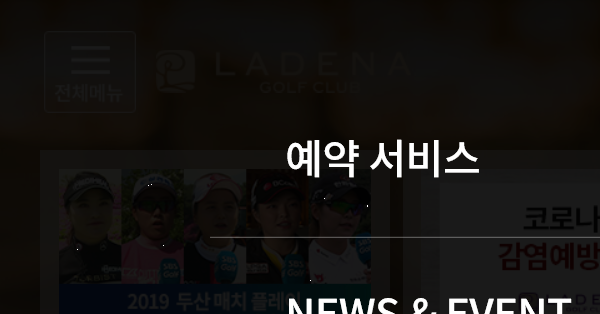 전체메뉴
LADENA
GOLF CLUB
예약 서비스
코로나
감염예방
2019 두산 매치 플레이
NEWS & EVENT